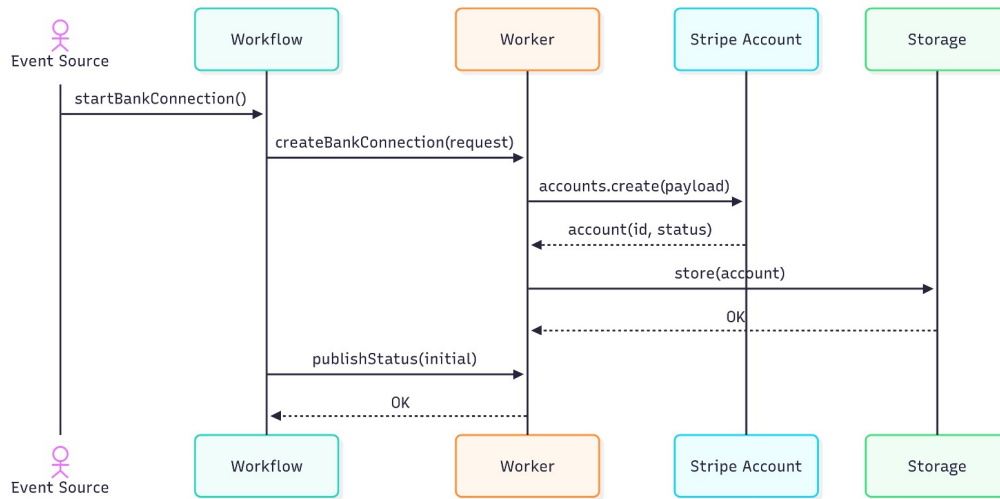 Event Source
Workflow
Worker
Stripe Account
Storage
startBankConnection()
createBankConnection(request)
accounts.create(payload)
account(id, status)
store(account)
OK
publishStatus(initial)
OK
Event Source
Workflow
Worker
Stripe Account
Storage